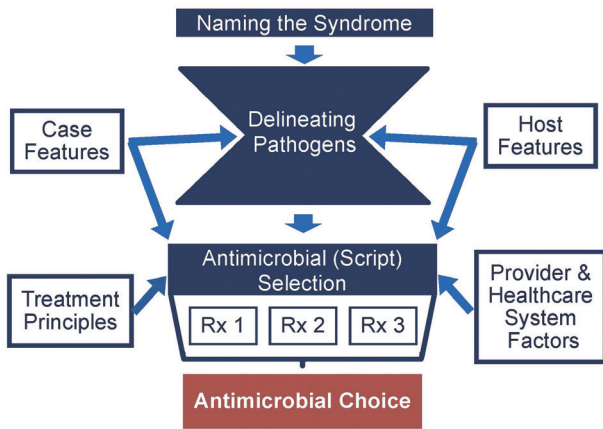 Naming the Syndrome
Case
Features
Delineating
Pathogens
Host
Features
Antimicrobial (Script)
Selection
Treatment
Principles
Rx 1
Rx 2
Rx 3
Provider &
Healthcare
System
Factors
Antimicrobial Choice